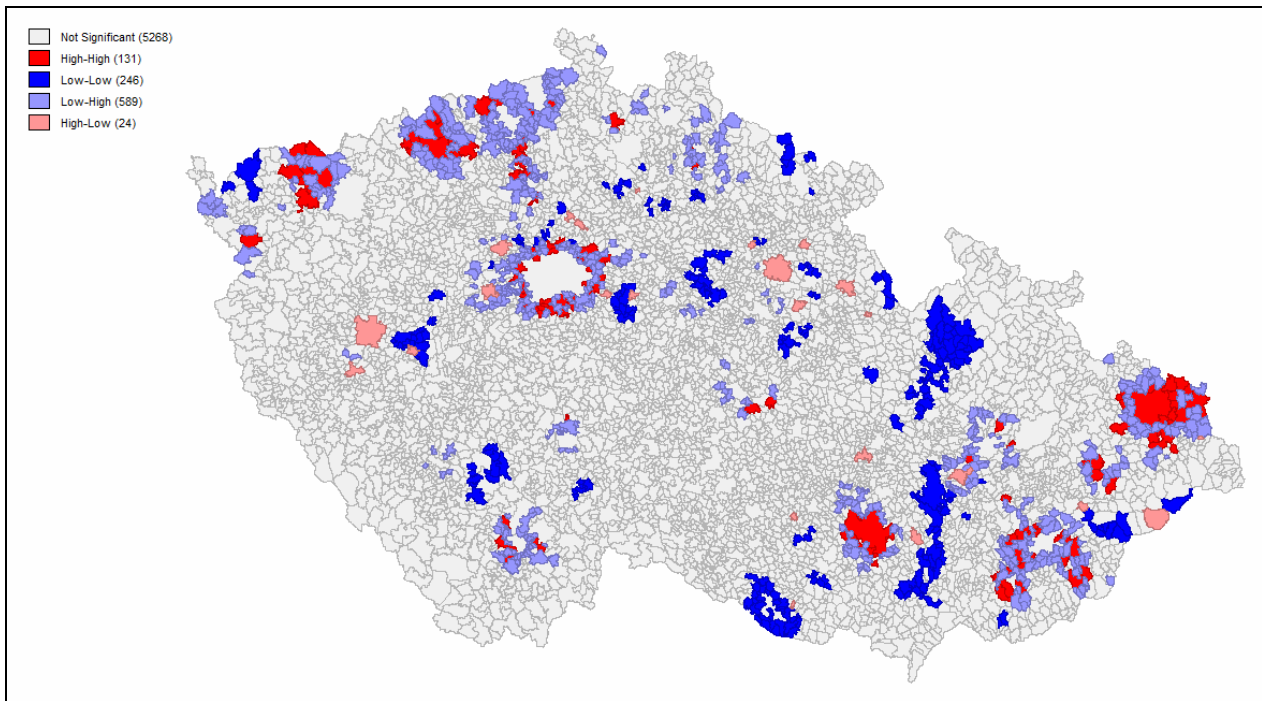 Not Significant (5268)
High-High (131)
Low-Low (246)
Low-High (589)
High-Low (24)